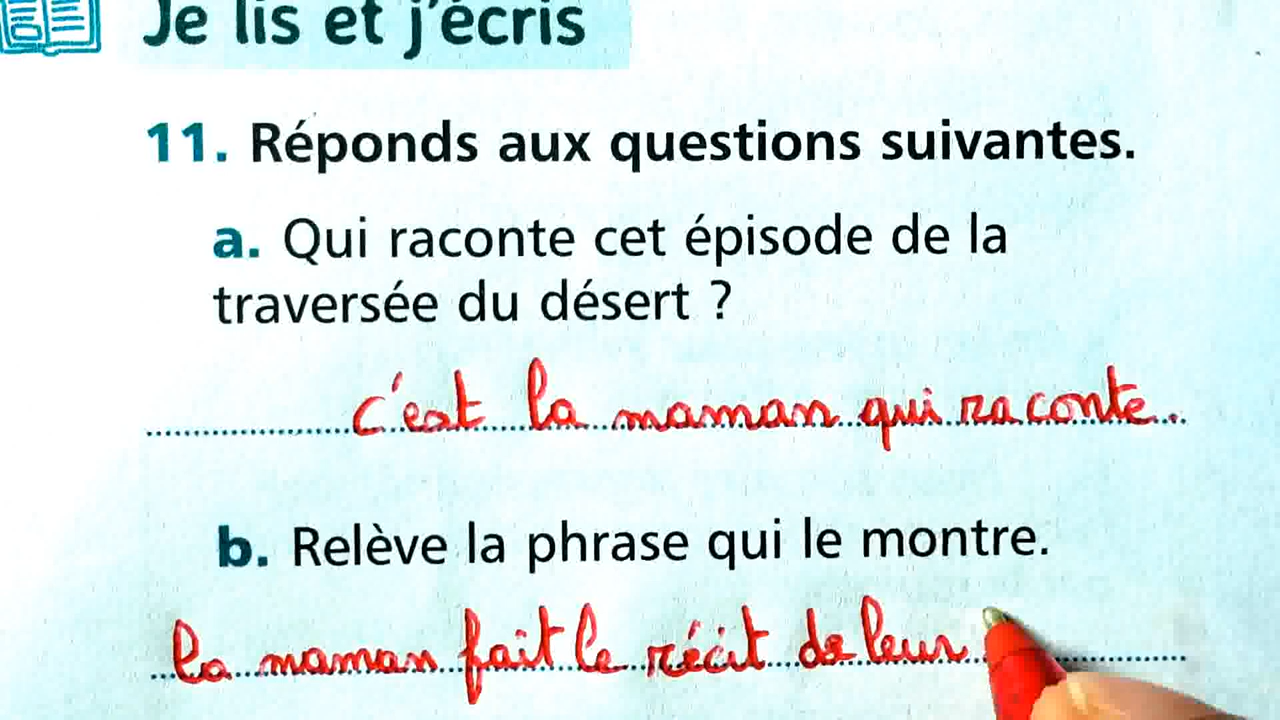 Je lis et j'écris
11. Réponds aux questions suivantes.
a. Qui raconte cet épisode de la
traversée du désert ?
c'est la maman qui raconte.
b. Relève la phrase qui le montre.
la maman fait le récit de leur